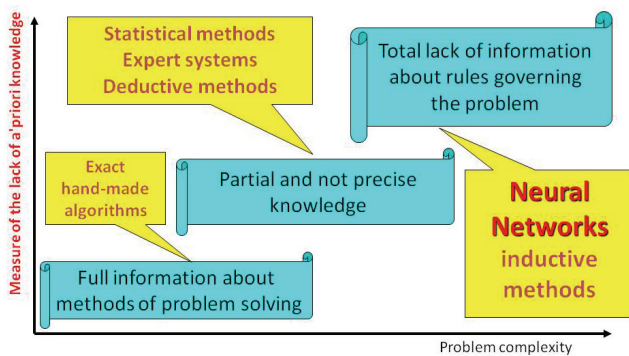 Measure of the lack of a'priori knowledge
Statistical methods
Expert systems
Deductive methods
Total lack of information
about rules governing
the problem
Exact
hand-made
algorithms
Partial and not precise
knowledge
Neural
Networks
inductive
methods
Full information about
methods of problem solving
Problem complexity